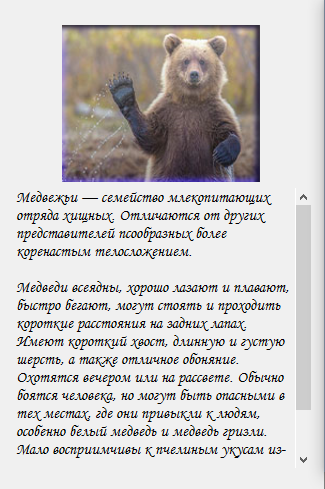 Медвежьи — семейство млекопитающих
отряда хищных. Отличаются от других
представителей псообразных более
коренастым телосложением.
Медведи всеядны, хорошо лазают и плавают,
быстро бегают, могут стоять и проходить
короткие расстояния на задних лапах.
Имеют короткий хвост, длинную и густую
шерсть, а также отличное обоняние.
Охотятся вечером или на рассвете. Обычно
боятся человека, но могут быть опасными в
тех местах, где они привыкли к людям,
особенно белый медведь и медведь гризли.
Мало восприимчивы к пчелиным укусам из-